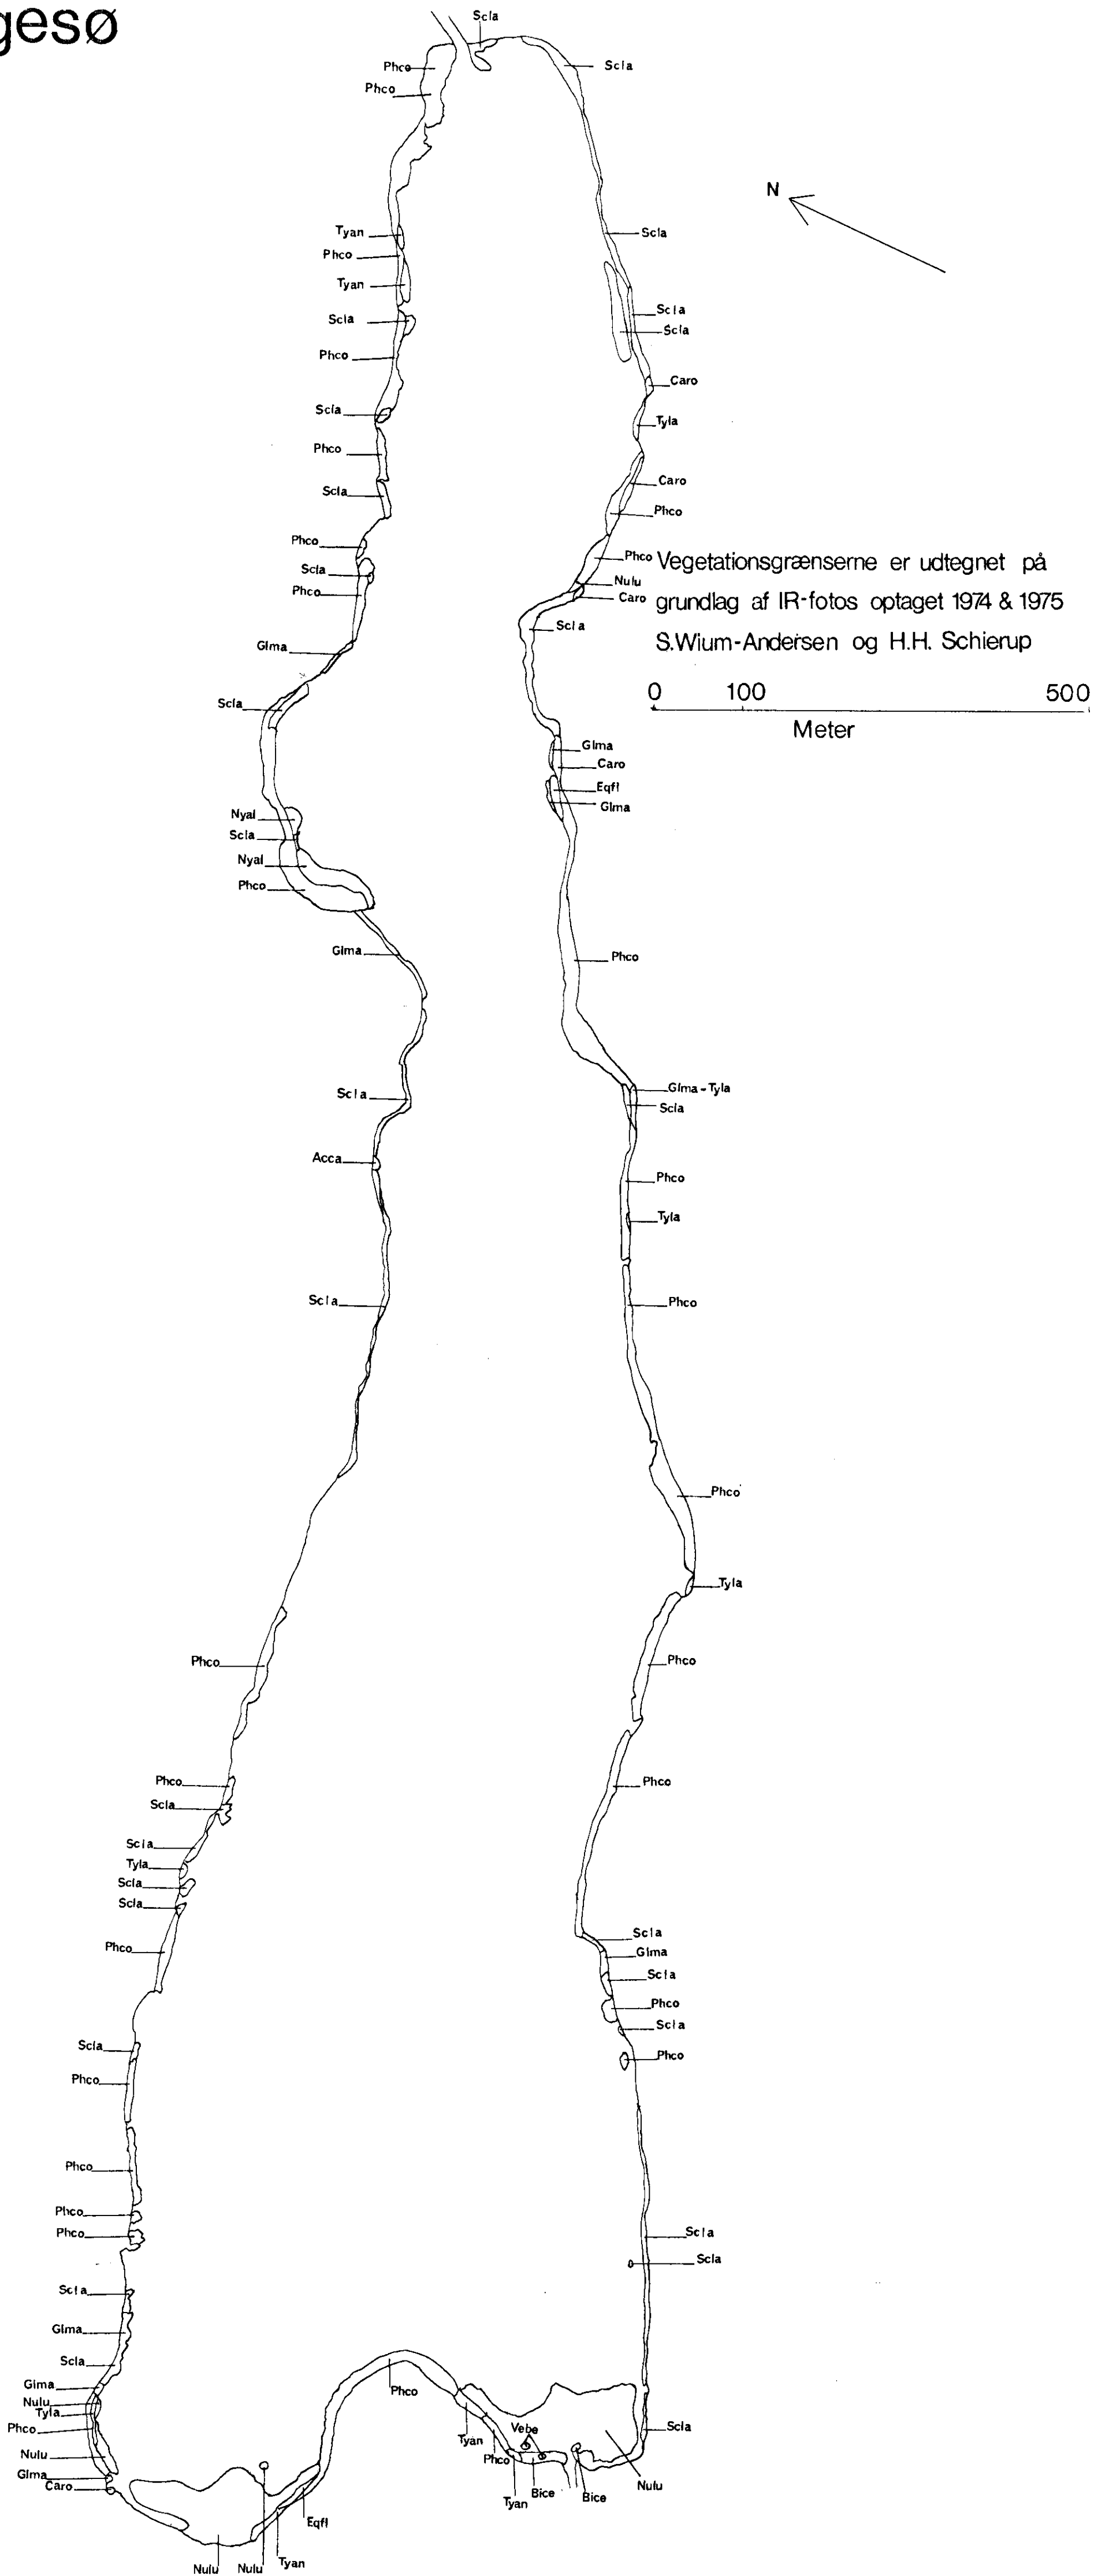 gesø
Scla
Phco
Scla
Phco
N
Tyan
Scla
Phco
Tyan
Scla
Scla
Scla
Phco
Caro
Scla
Tyla
Phco
Caro
Scla
Phco
Phco
Phco
Scla
Nulu
Phco
Caro
Scla
Glma
Vegetationsgrænserne er udtegnet på
grundlag af IR-fotos optaget 1974 & 1975
S.Wium-Andersen og H.H. Schierup
0 100 500
Meter
Scla
Glma
Caro
Eqfl
Glma
Nyal
Scla
Nyal
Phco
Glma
Phco
Glma-Tyla
Scla
Scla
Acca
Phco
Tyla
Scla
Phco
Phco
Tyla
Phco
Phco
Phco
Phco
Scla
Scla
Tyla
Scla
Scla
Phco
Scla
Glma
Scla
Phco
Scla
Phco
Scla
Phco
Phco
Phco
Phco
Scla
Scla
Scla
Glma
Scla
Glma
Nulu
Tyla
Phco
Nulu
Glma
Caro
Phco
Tyan
Vebe
Phco
Scla
Tyan
Bice
Bice
Nulu
Eqfl
Tyan
Nulu
Nulu